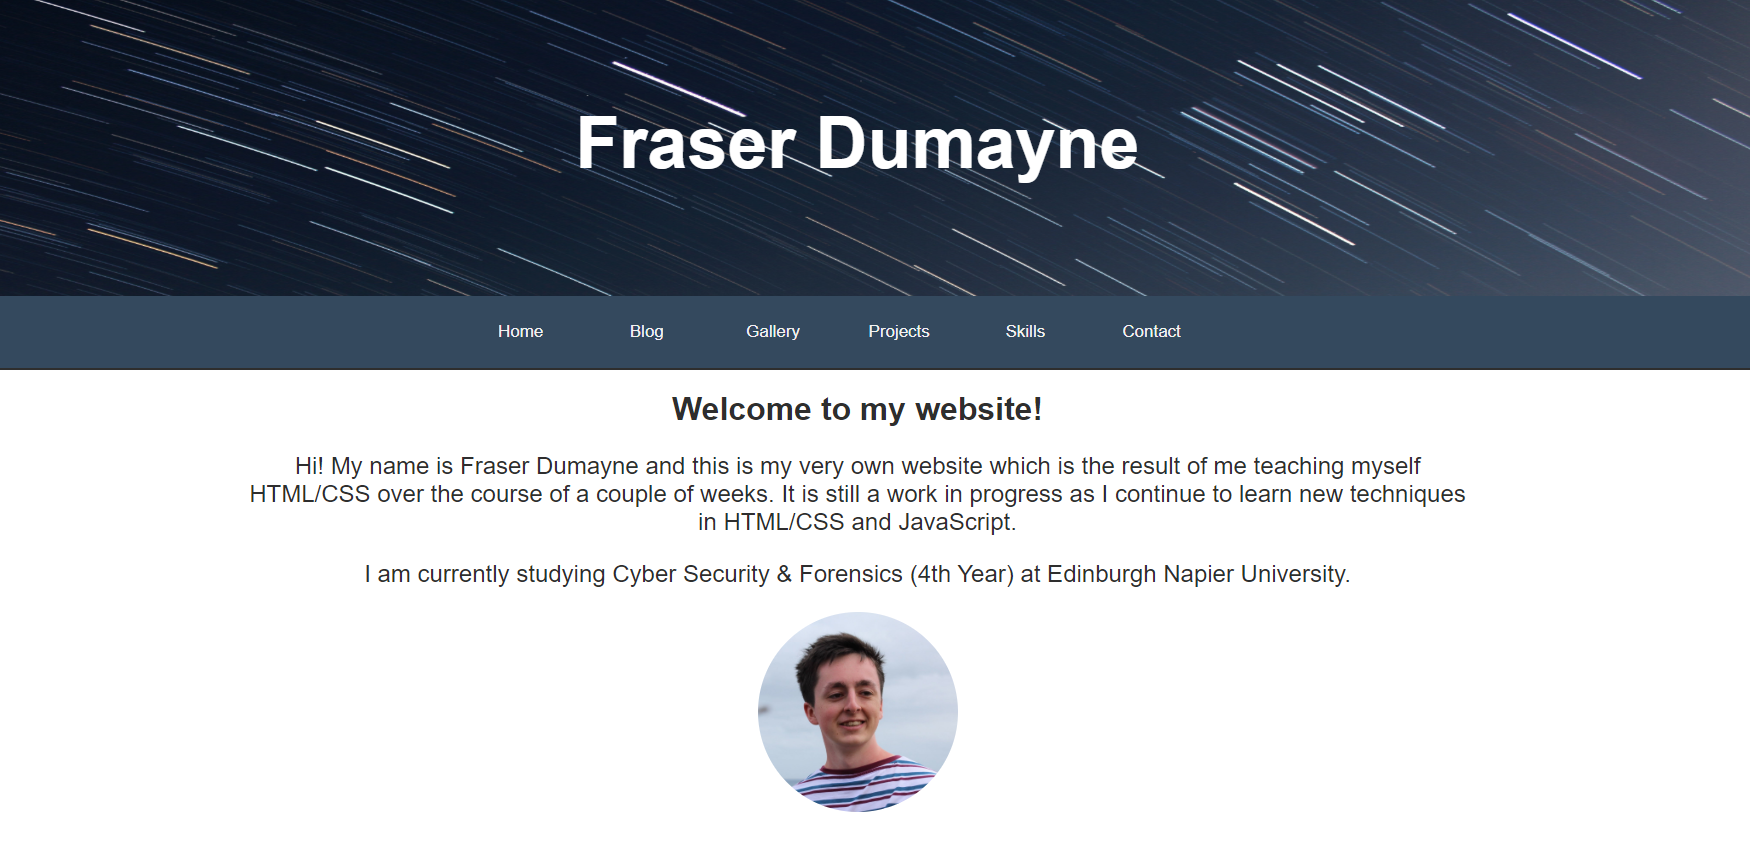 Fraser Dumayne
Home Blog Gallery Projects Skills Contact
Welcome to my website!
Hi! My name is Fraser Dumayne and this is my very own website which is the result of me teaching myself
HTML/CSS over the course of a couple of weeks. It is still a work in progress as I continue to learn new techniques
in HTML/CSS and JavaScript.
I am currently studying Cyber Security & Forensics (4th Year) at Edinburgh Napier University.